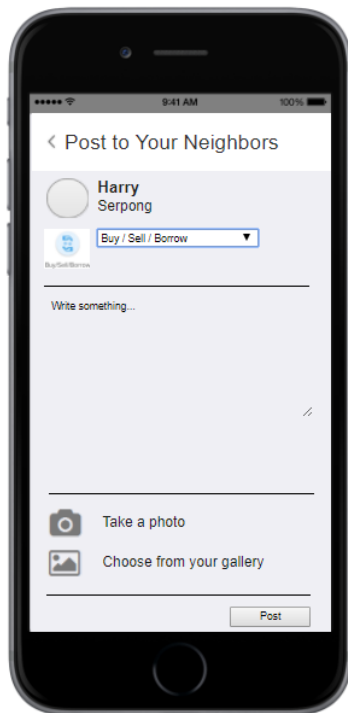 9:41 AM 100%
Post to Your Neighbors
Harry
Serpong
Buy / Sell / Borrow
Buy/Sell/Borrow
Write something...
Take a photo
Choose from your gallery
Post